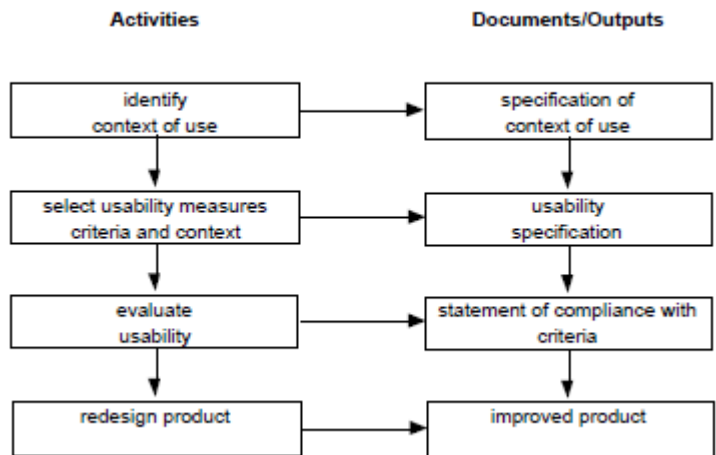 Activities
Documents/Outputs
identify
context of use
specification of
context of use
select usability measures
criteria and context
usability
specification
evaluate
usability
statement of compliance with
criteria
redesign product
improved product